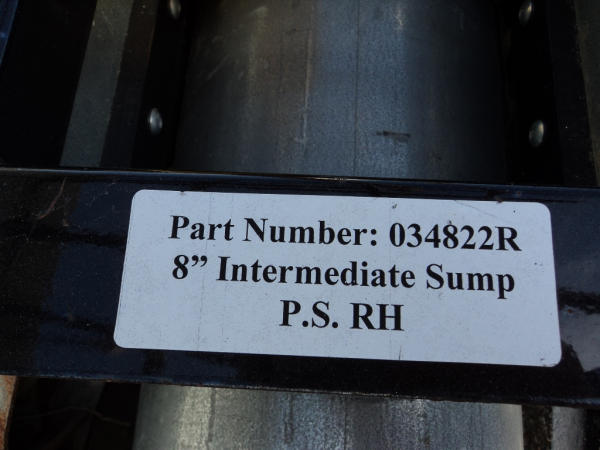 Part Number: 034822R
8” Intermediate Sump
P.S. RH